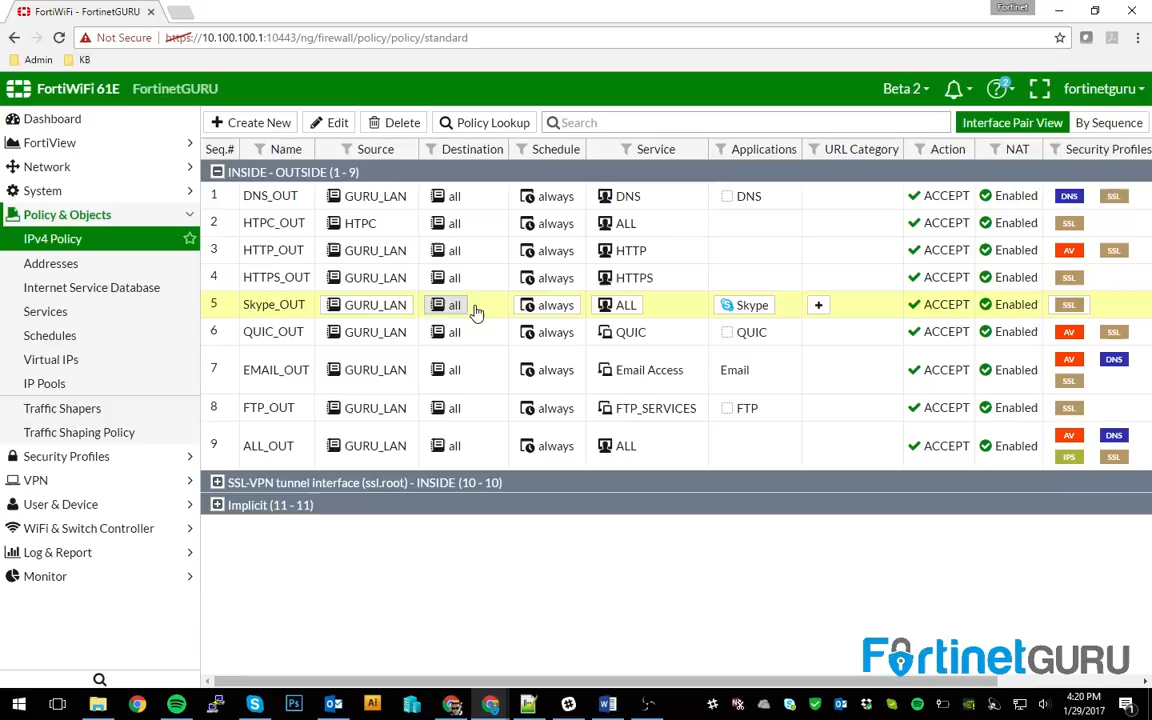 FortiWiFi - FortinetGURU
Fortinet
Not Secure https://10.100.100.1:10443/ng/firewall/policy/policy/standard
Admin KB
FortiWiFi 61E FortinetGURU Beta 2 2 fortinetguru
Dashboard
FortiView
Network
System
Policy & Objects
IPv4 Policy
Addresses
Internet Service Database
Services
Schedules
Virtual IPs
IP Pools
Traffic Shapers
Traffic Shaping Policy
Security Profiles
VPN
User & Device
WiFi & Switch Controller
Log & Report
Monitor
Create New Edit Delete Policy Lookup Search Interface Pair View By Sequence
Seq.# Name Source Destination Schedule Service Applications URL Category Action NAT Security Profiles
INSIDE - OUTSIDE (1 - 9)
1 DNS_OUT GURU_LAN all always DNS DNS ACCEPT Enabled DNS SSL
2 HTPC_OUT HTPC all always ALL ACCEPT Enabled SSL
3 HTTP_OUT GURU_LAN all always HTTP ACCEPT Enabled AV SSL
4 HTTPS_OUT GURU_LAN all always HTTPS ACCEPT Enabled SSL
5 Skype_OUT GURU_LAN all always ALL Skype ACCEPT Enabled SSL
6 QUIC_OUT GURU_LAN all always QUIC QUIC ACCEPT Enabled AV SSL
7 EMAIL_OUT GURU_LAN all always Email Access Email ACCEPT Enabled AV DNS
SSL
8 FTP_OUT GURU_LAN all always FTP_SERVICES FTP ACCEPT Enabled SSL
9 ALL_OUT GURU_LAN all always ALL ACCEPT Enabled AV DNS
IPS SSL
SSL-VPN tunnel interface (ssl.root) - INSIDE (10 - 10)
Implicit (11 - 11)
FortinetGURU
4:20 PM
1/29/2017